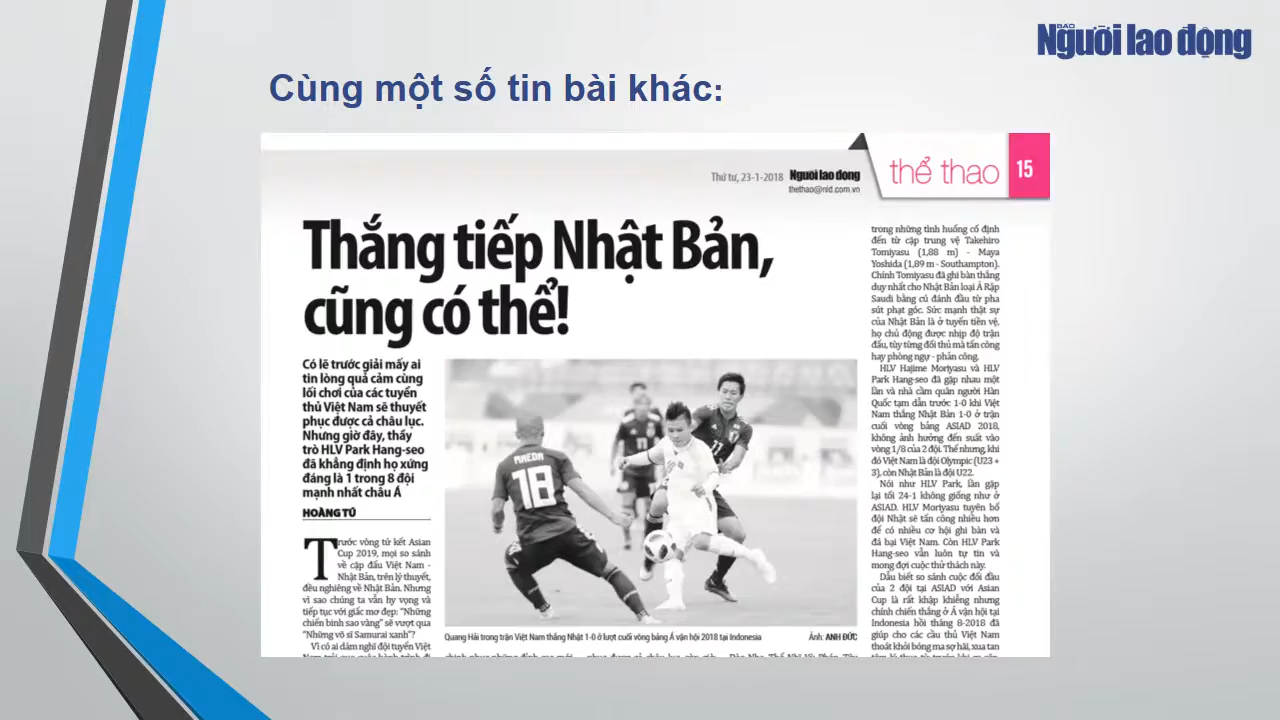 BÁO
Người lao động
Cùng một số tin bài khác:
Thứ tư, 23-1-2018 Người lao động
thethao@nld.com.vn
thể thao 15
Thắng tiếp Nhật Bản,
cũng có thể!
Có lẽ trước giải mấy ai
tin lòng quả cảm cùng
lối chơi của các tuyển
thủ Việt Nam sẽ thuyết
phục được cả châu lục.
Nhưng giờ đây, thầy
trò HLV Park Hang-seo
đã khẳng định họ xứng
đáng là 1 trong 8 đội
mạnh nhất châu Á
HOÀNG TÚ
Trước vòng tứ kết Asian
Cup 2019, mọi so sánh
về cặp đấu Việt Nam -
Nhật Bản, trên lý thuyết,
đều nghiêng về Nhật Bản. Nhưng
vì sao chúng ta vẫn hy vọng và
tiếp tục với giấc mơ đẹp: “Những
chiến binh sao vàng” sẽ vượt qua
“Những võ sĩ Samurai xanh”?
Vì có ai dám nghĩ đội tuyển Việt
MAEDA
18
11
Quang Hải trong trận Việt Nam thắng Nhật 1-0 ở lượt cuối vòng bảng Á vận hội 2018 tại Indonesia
Ảnh: ANH ĐỨC
trong những tình huống cố định
đến từ cặp trung vệ Takehiro
Tomiyasu (1,88 m) - Maya
Yoshida (1,89 m - Southampton).
Chính Tomiyasu đã ghi bàn thắng
duy nhất cho Nhật Bản loại Ả Rập
Saudi bằng cú đánh đầu từ pha
sút phạt góc. Sức mạnh thật sự
của Nhật Bản là ở tuyến tiền vệ,
họ chủ động được nhịp độ trận
đấu, tùy từng đối thủ mà tấn công
hay phòng ngự - phản công.
HLV Hajime Moriyasu và HLV
Park Hang-seo đã gặp nhau một
lần và nhà cầm quân người Hàn
Quốc tạm dẫn trước 1-0 khi Việt
Nam thắng Nhật Bản 1-0 ở trận
cuối vòng bảng ASIAD 2018,
không ảnh hưởng đến suất vào
vòng 1/8 của 2 đội. Thế nhưng, khi
đó Việt Nam là đội Olympic (U23 +
3), còn Nhật Bản là đội U22.
Nói như HLV Park, lần gặp
lại tối 24-1 không giống như ở
ASIAD. HLV Moriyasu tuyên bố
đội Nhật sẽ tấn công nhiều hơn
để có nhiều cơ hội ghi bàn và
đả bại Việt Nam. Còn HLV Park
Hang-seo vẫn luôn tự tin và
mong đợi cuộc thử thách này.
Dẫu biết so sánh cuộc đối đầu
của 2 đội tại ASIAD với Asian
Cup là rất khập khiễng nhưng
chính chiến thắng ở Á vận hội tại
Indonesia hồi tháng 8-2018 đã
giúp cho các cầu thủ Việt Nam
thoát khỏi bóng ma sợ hãi, xua tan